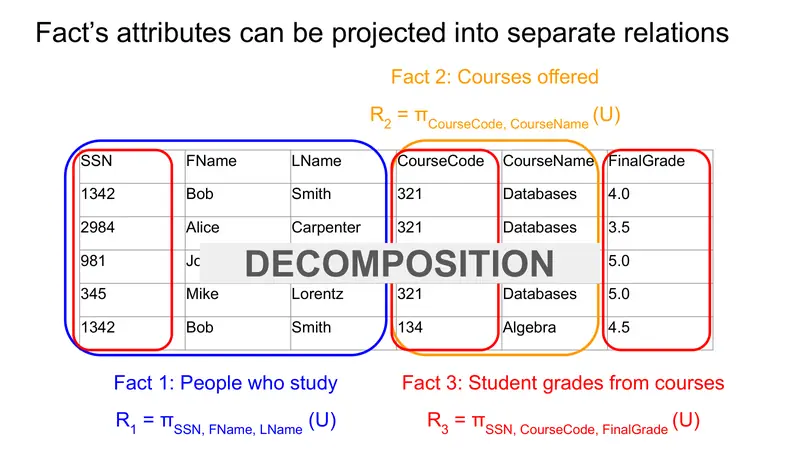 Fact’s attributes can be projected into separate relations
Fact 2: Courses offered
R2 = πCourseCode, CourseName (U)
SSN FName LName CourseCode CourseName FinalGrade
1342 Bob Smith 321 Databases 4.0
2984 Alice Carpenter 321 Databases 3.5
981 5.0
DECOMPOSITION
345 Mike Lorentz 321 Databases 5.0
1342 Bob Smith 134 Algebra 4.5
Fact 1: People who study Fact 3: Student grades from courses
R1 = πSSN, FName, LName (U) R3 = πSSN, CourseCode, FinalGrade (U)